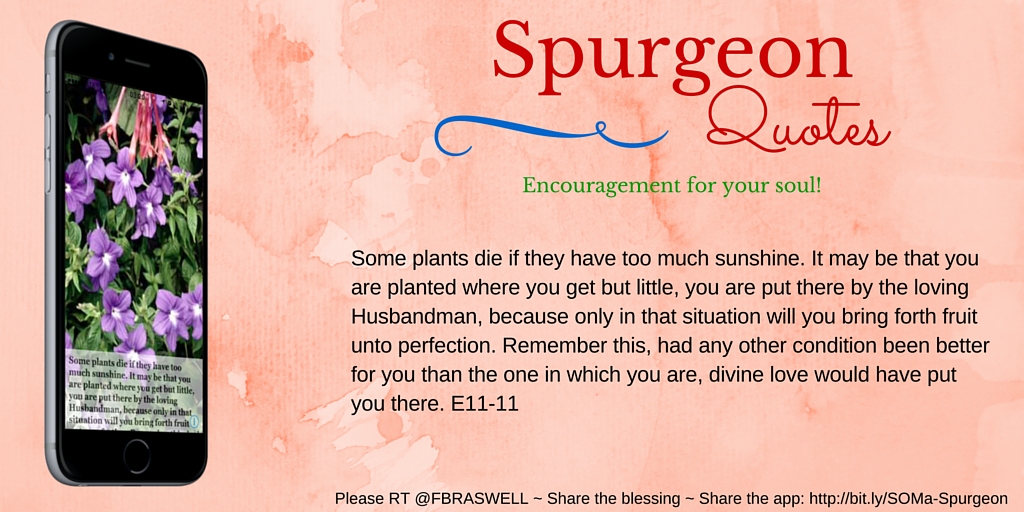 Spurgeon
Quotes
Encouragement for your soul!
Some plants die if they have too much sunshine. It may be that you
are planted where you get but little, you are put there by the loving
Husbandman, because only in that situation will you bring forth fruit
unto perfection. Remember this, had any other condition been better
for you than the one in which you are, divine love would have put
you there. E11-11
Some plants die if they have too
much sunshine. It may be that you
are planted where you get but little,
you are put there by the loving
Husbandman, because only in that
situation will you bring forth fruit
Please RT @FBRASWELL ~ Share the blessing ~ Share the app: http://bit.ly/SOMa-Spurgeon